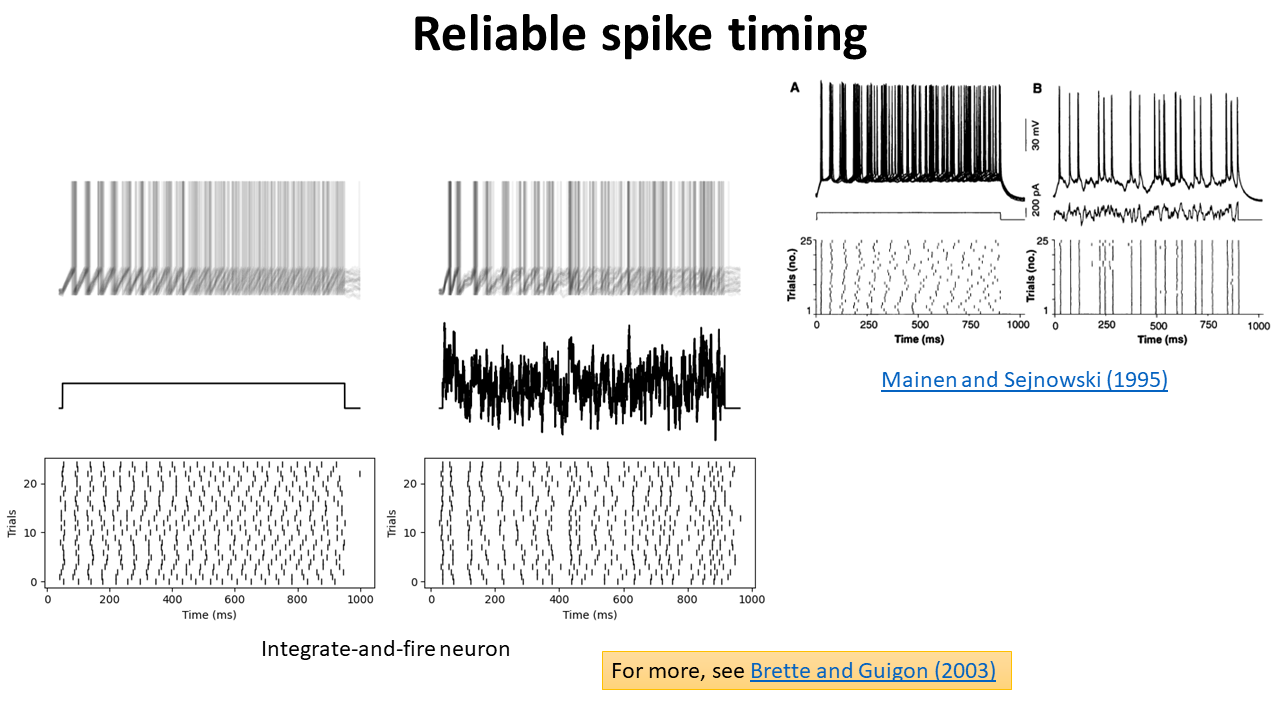 Reliable spike timing
A
B
30 mV
200 pA
Trials (no.)
25
1
0 250 500 750 1000
Time (ms)
Trials (no.)
25
1
0 250 500 750 1000
Time (ms)
Mainen and Sejnowski (1995)
Trials
20
10
0
0 200 400 600 800 1000
Time (ms)
Trials
20
10
0
0 200 400 600 800 1000
Time (ms)
Integrate-and-fire neuron
For more, see Brette and Guigon (2003)